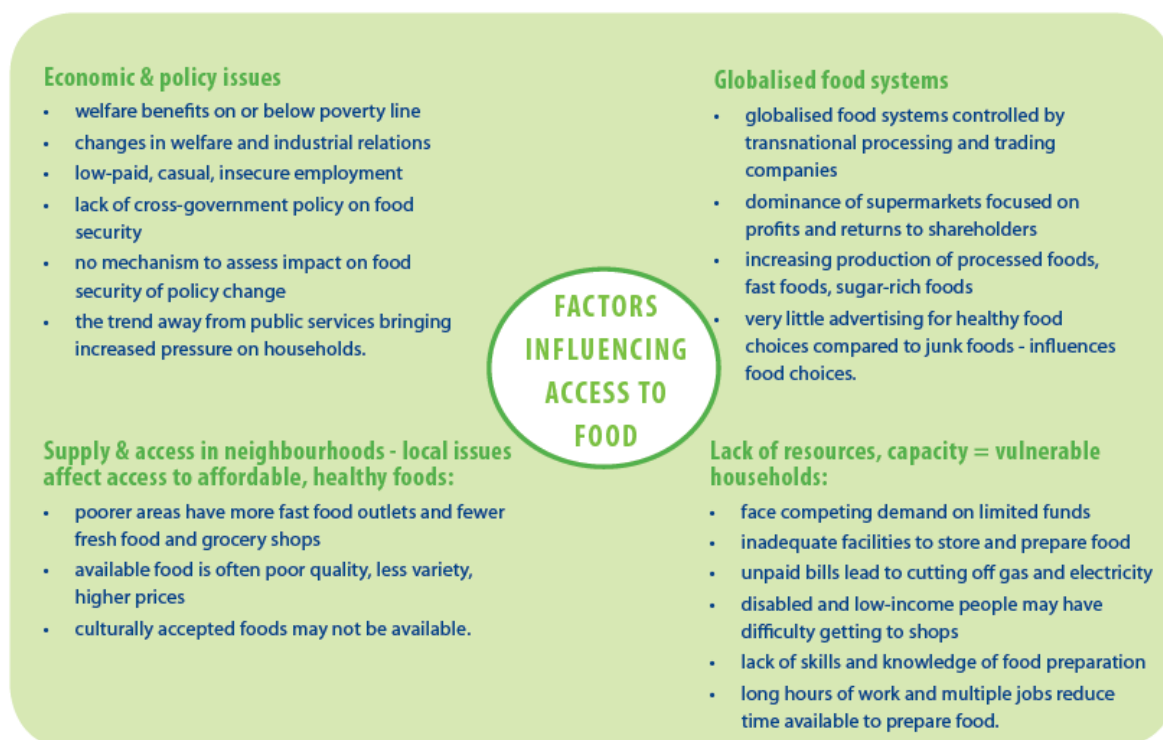 Economic & policy issues
• welfare benefits on or below poverty line
• changes in welfare and industrial relations
• low-paid, casual, insecure employment
• lack of cross-government policy on food
security
• no mechanism to assess impact on food
security of policy change
• the trend away from public services bringing
increased pressure on households.
Globalised food systems
• globalised food systems controlled by
transnational processing and trading
companies
• dominance of supermarkets focused on
profits and returns to shareholders
• increasing production of processed foods,
fast foods, sugar-rich foods
• very little advertising for healthy food
choices compared to junk foods - influences
food choices.
FACTORS
INFLUENCING
ACCESS TO
FOOD
Supply & access in neighbourhoods - local issues
affect access to affordable, healthy foods:
• poorer areas have more fast food outlets and fewer
fresh food and grocery shops
• available food is often poor quality, less variety,
higher prices
• culturally accepted foods may not be available.
Lack of resources, capacity = vulnerable
households:
• face competing demand on limited funds
• inadequate facilities to store and prepare food
• unpaid bills lead to cutting off gas and electricity
• disabled and low-income people may have
difficulty getting to shops
• lack of skills and knowledge of food preparation
• long hours of work and multiple jobs reduce
time available to prepare food.